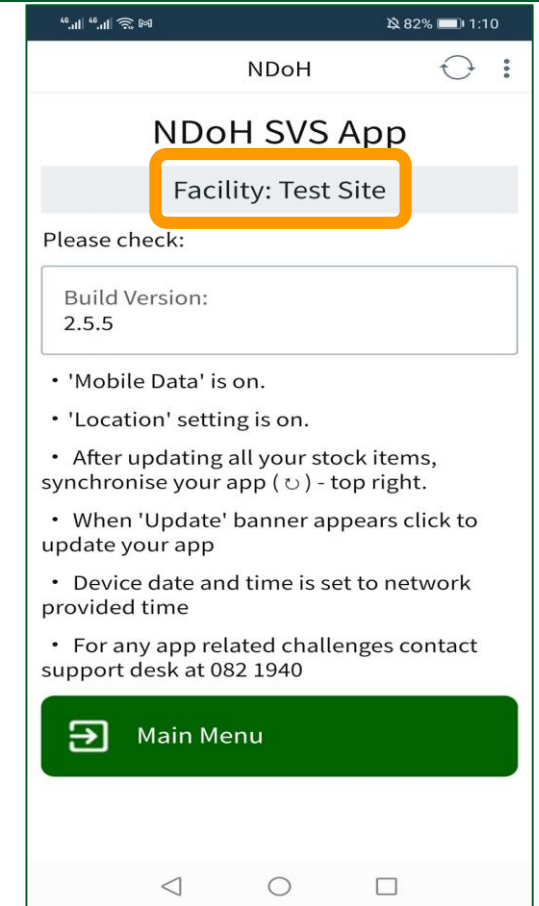 46 46 82% 1:10
NDoH
NDoH SVS App
Facility: Test Site
Please check:
Build Version:
2.5.5
• 'Mobile Data' is on.
• 'Location' setting is on.
• After updating all your stock items,
synchronise your app ( ↻ ) - top right.
• When 'Update' banner appears click to
update your app
• Device date and time is set to network
provided time
• For any app related challenges contact
support desk at 082 1940
Main Menu